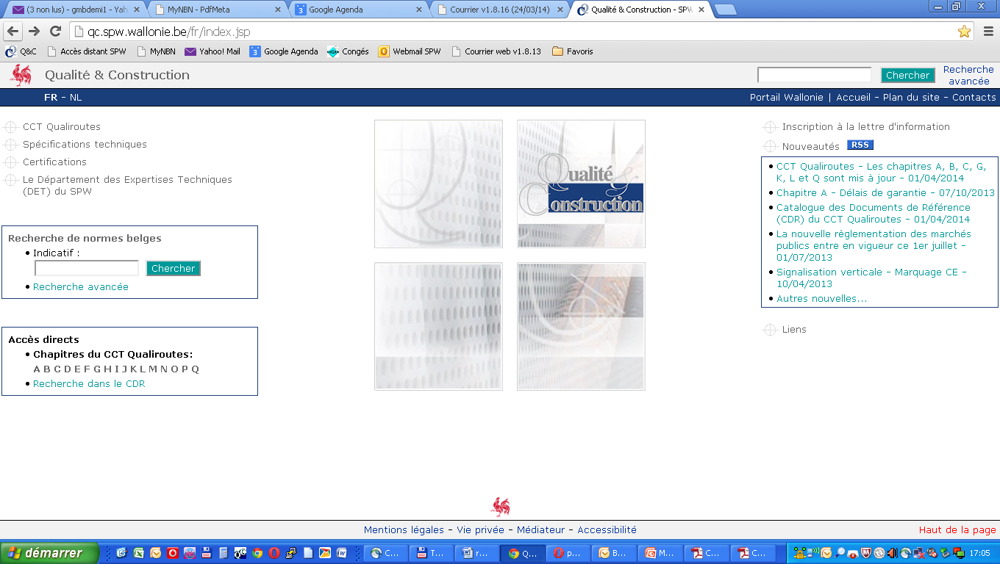 (3 non lus) - gmbdemi1 - Yah
MyNBN - PdfMeta
Google Agenda
Courrier v1.8.16 (24/03/14)
Qualité & Construction - SPW
qc.spw.wallonie.be/fr/index.jsp
Q&C
Accès distant SPW
MyNBN
Yahoo! Mail
3
Google Agenda
Congés
Webmail SPW
Courrier web v1.8.13
Favoris
Qualité & Construction
Chercher
Recherche
avancée
FR - NL
Portail Wallonie | Accueil - Plan du site - Contacts
CCT Qualiroutes
Spécifications techniques
Certifications
Le Département des Expertises Techniques
(DET) du SPW
Recherche de normes belges
Indicatif :
Chercher
Recherche avancée
Accès directs
Chapitres du CCT Qualiroutes:
A B C D E F G H I J K L M N O P Q
Recherche dans le CDR
Qualité &
Construction
Inscription à la lettre d'information
Nouveautés RSS
CCT Qualiroutes - Les chapitres A, B, C, G,
K, L et Q sont mis à jour - 01/04/2014
Chapitre A - Délais de garantie - 07/10/2013
Catalogue des Documents de Référence
(CDR) du CCT Qualiroutes - 01/04/2014
La nouvelle règlementation des marchés
publics entre en vigueur ce 1er juillet -
01/07/2013
Signalisation verticale - Marquage CE -
10/04/2013
Autres nouvelles...
Liens
Mentions légales - Vie privée - Médiateur - Accessibilité
Haut de la page
démarrer
C...
T...
r...
Q...
p...
B...
M...
C...
C...
17:05